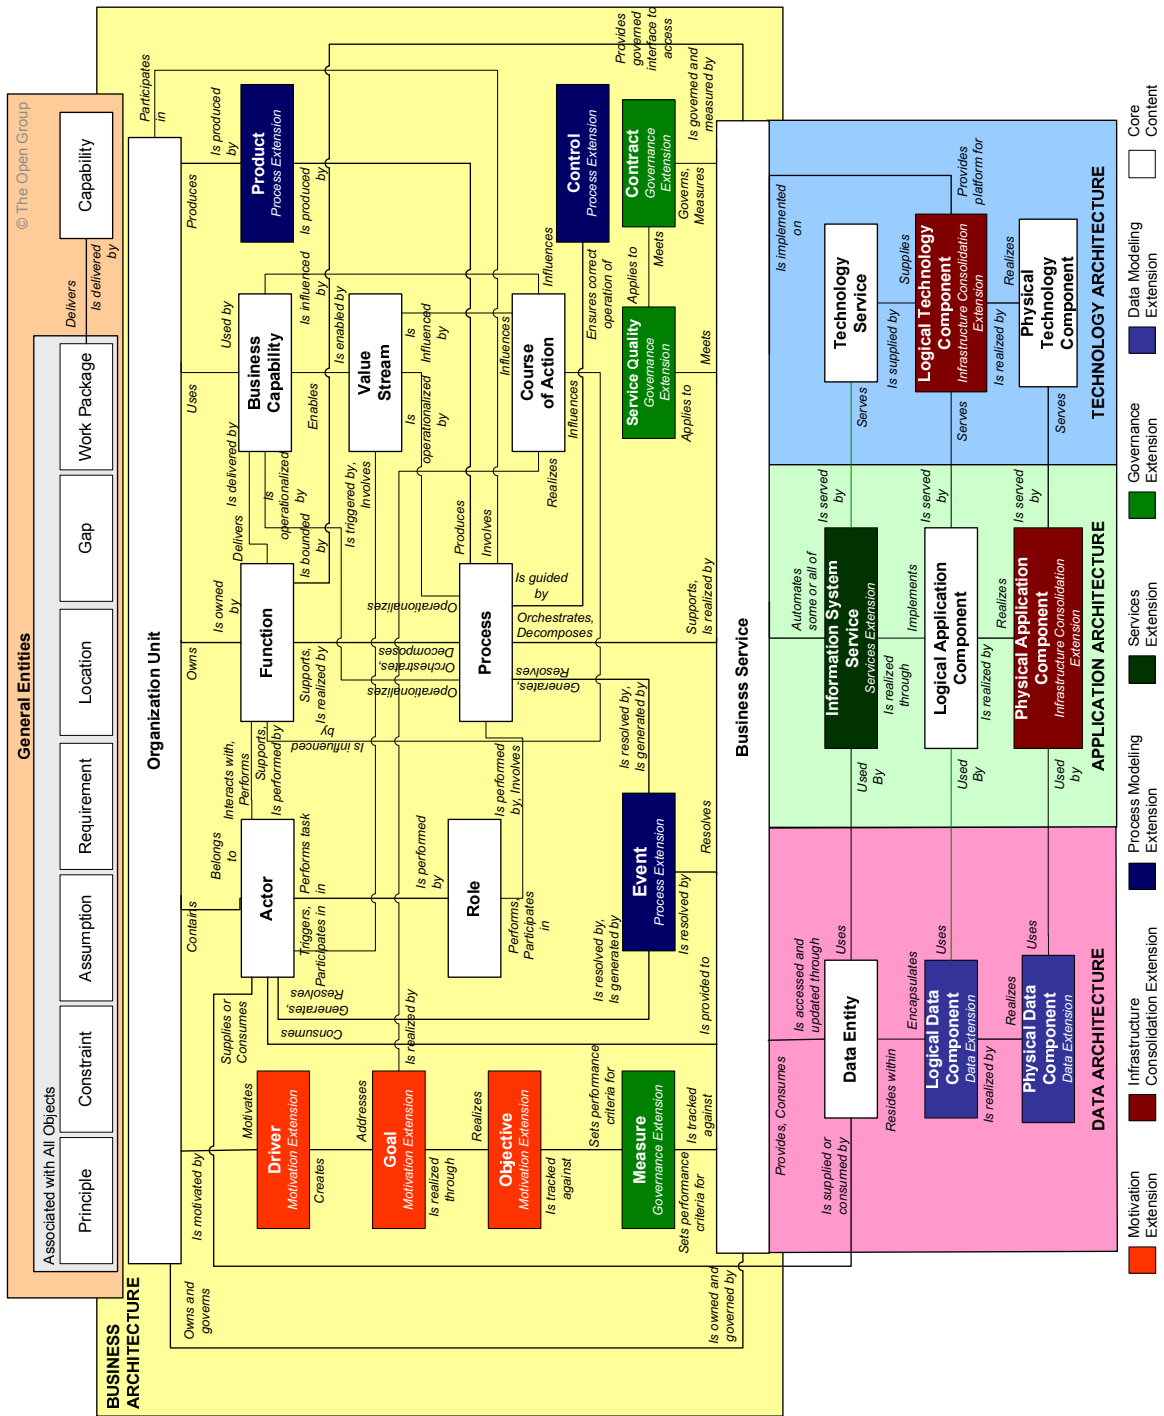 General Entities
© The Open Group
Associated with All Objects
Principle
Constraint
Assumption
Requirement
Location
Gap
Work Package
Delivers
Is delivered
by
Capability
BUSINESS
ARCHITECTURE
Organization Unit
Participates
in
Owns and
governs
Is motivated by
Motivates
Supplies or
Consumes
Contains
Belongs
to
Interacts with,
Performs
Supports,
Is performed by
Owns
Is owned
by
Delivers
Is delivered by
Uses
Used by
Produces
Is produced
by
Driver
Motivation Extension
Actor
Function
Business
Capability
Product
Process Extension
Creates
Consumes
Generates,
Resolves
Triggers,
Participates in
Performs task
in
Is influenced
by
Supports,
Is realized by
Is bounded
by
Is
operationalized
by
Enables
Is enabled by
Is influenced
by
Is produced
by
Addresses
Goal
Motivation Extension
Is realized by
Is triggered by,
Involves
Value
Stream
Is realized
through
Is performed
by
Operationalizes
Orchestrates,
Decomposes
Operationalizes
Is
operationalized
by
Is
Influenced
by
Realizes
Objective
Motivation Extension
Role
Is performed
by, Involves
Process
Produces
Involves
Influences
Course
of Action
Influences
Is tracked
against
Performs,
Participates
in
Generates,
Resolves
Orchestrates,
Decomposes
Is guided
by
Realizes
Influences
Ensures correct
operation of
Control
Process Extension
Provides
governed
interface to
access
Sets performance
criteria for
Is resolved by,
Is generated by
Is resolved by,
Is generated by
Measure
Governance Extension
Event
Process Extension
Service Quality
Governance
Extension
Applies to
Meets
Contract
Governance
Extension
Sets performance
criteria for
Is tracked
against
Is resolved by
Resolves
Supports,
Is realized by
Applies to
Meets
Governs,
Measures
Is governed and
measured by
Is owned and
governed by
Is provided to
Business Service
Provides, Consumes
Is accessed and
updated through
Automates
some or all of
Is implemented
on
Is supplied or
consumed by
Data Entity
Uses
Used
By
Information System
Service
Services Extension
Is served
by
Serves
Technology
Service
Resides within
Encapsulates
Is realized
through
Implements
Is supplied by
Supplies
Logical Data
Component
Data Extension
Uses
Used
By
Logical Application
Component
Is served
by
Serves
Logical Technology
Component
Infrastructure Consolidation
Extension
Provides
platform for
Is realized by
Realizes
Is realized by
Realizes
Is realized by
Realizes
Physical Data
Component
Data Extension
Uses
Used
by
Physical Application
Component
Infrastructure Consolidation
Extension
Is served
by
Serves
Physical
Technology
Component
DATA ARCHITECTURE
APPLICATION ARCHITECTURE
TECHNOLOGY ARCHITECTURE
Motivation
Extension
Infrastructure
Consolidation Extension
Process Modeling
Extension
Services
Extension
Governance
Extension
Data Modeling
Extension
Core
Content